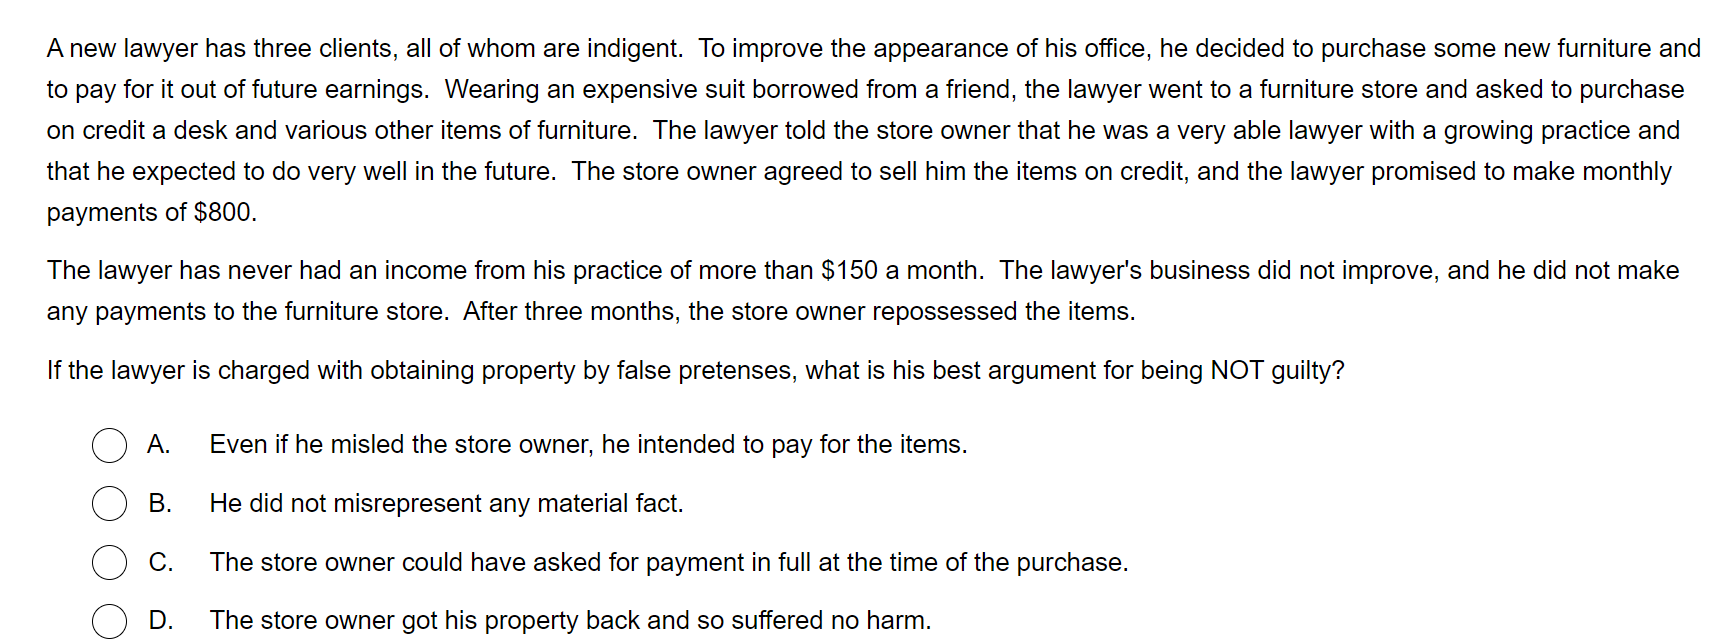 A new lawyer has three clients, all of whom are indigent.  To improve the appearance of his office, he decided to purchase some new furniture and
to pay for it out of future earnings.  Wearing an expensive suit borrowed from a friend, the lawyer went to a furniture store and asked to purchase
on credit a desk and various other items of furniture.  The lawyer told the store owner that he was a very able lawyer with a growing practice and
that he expected to do very well in the future.  The store owner agreed to sell him the items on credit, and the lawyer promised to make monthly
payments of $800.
The lawyer has never had an income from his practice of more than $150 a month.  The lawyer's business did not improve, and he did not make
any payments to the furniture store.  After three months, the store owner repossessed the items.
If the lawyer is charged with obtaining property by false pretenses, what is his best argument for being NOT guilty?
A. Even if he misled the store owner, he intended to pay for the items.
B. He did not misrepresent any material fact.
C. The store owner could have asked for payment in full at the time of the purchase.
D. The store owner got his property back and so suffered no harm.